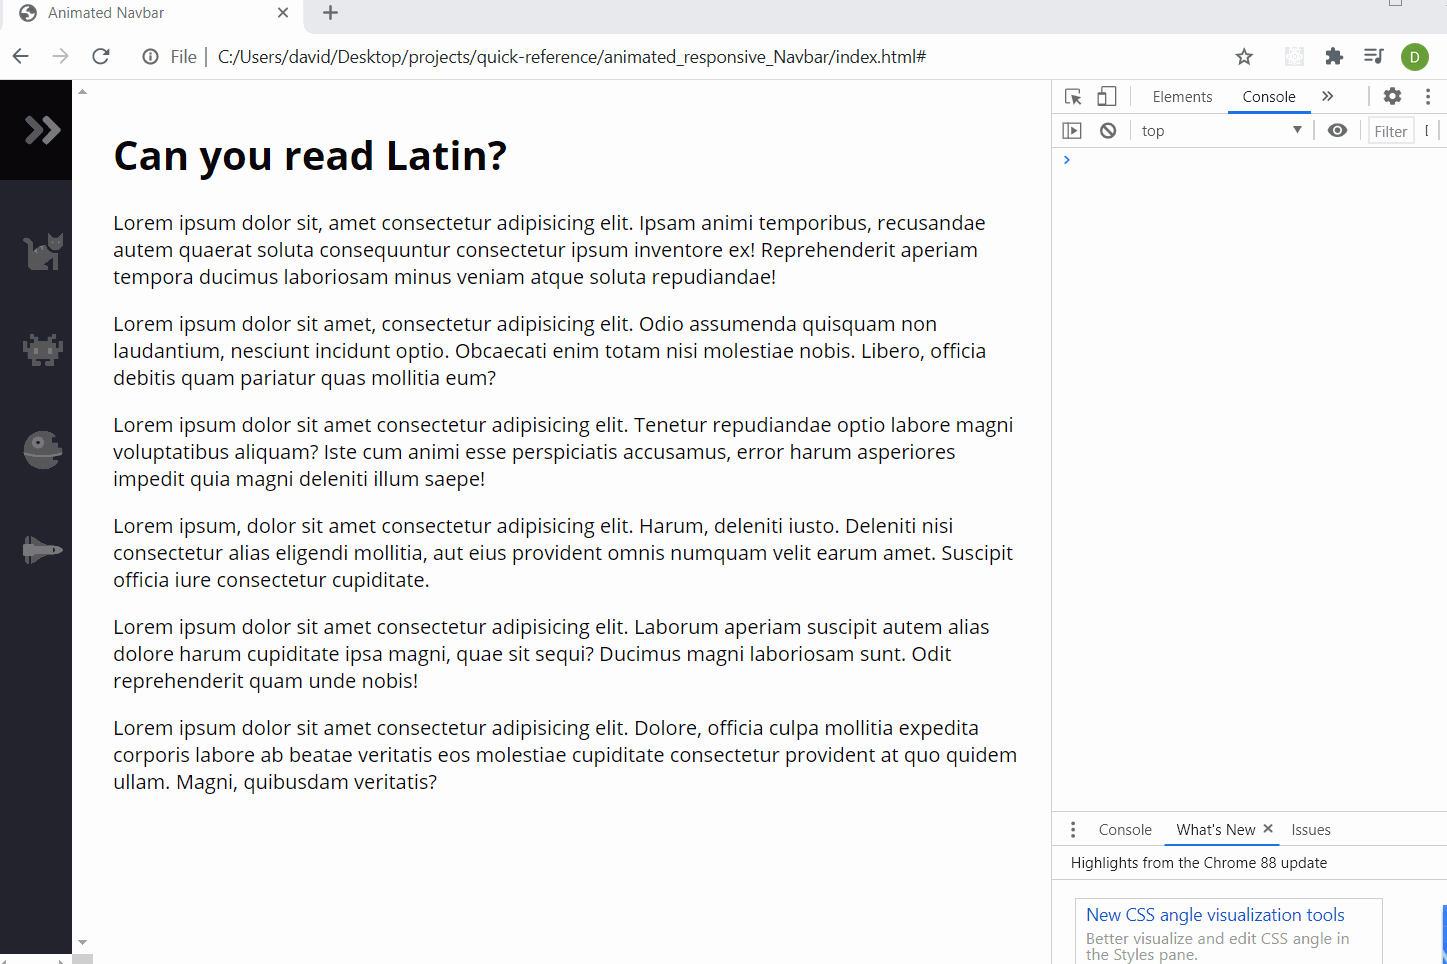 Animated Navbar
File
C:/Users/david/Desktop/projects/quick-reference/animated_responsive_Navbar/index.html#
D
Elements
Console
top
Filter
Can you read Latin?
Lorem ipsum dolor sit, amet consectetur adipisicing elit. Ipsam animi temporibus, recusandae
autem quaerat soluta consequuntur consectetur ipsum inventore ex! Reprehenderit aperiam
tempora ducimus laboriosam minus veniam atque soluta repudiandae!
Lorem ipsum dolor sit amet, consectetur adipisicing elit. Odio assumenda quisquam non
laudantium, nesciunt incidunt optio. Obcaecati enim totam nisi molestiae nobis. Libero, officia
debitis quam pariatur quas mollitia eum?
Lorem ipsum dolor sit amet consectetur adipisicing elit. Tenetur repudiandae optio labore magni
voluptatibus aliquam? Iste cum animi esse perspiciatis accusamus, error harum asperiores
impedit quia magni deleniti illum saepe!
Lorem ipsum, dolor sit amet consectetur adipisicing elit. Harum, deleniti iusto. Deleniti nisi
consectetur alias eligendi mollitia, aut eius provident omnis numquam velit earum amet. Suscipit
officia iure consectetur cupiditate.
Lorem ipsum dolor sit amet consectetur adipisicing elit. Laborum aperiam suscipit autem alias
dolore harum cupiditate ipsa magni, quae sit sequi? Ducimus magni laboriosam sunt. Odit
reprehenderit quam unde nobis!
Lorem ipsum dolor sit amet consectetur adipisicing elit. Dolore, officia culpa mollitia expedita
corporis labore ab beatae veritatis eos molestiae cupiditate consectetur provident at quo quidem
ullam. Magni, quibusdam veritatis?
Console
What's New
Issues
Highlights from the Chrome 88 update
New CSS angle visualization tools
Better visualize and edit CSS angle in
the Styles pane.